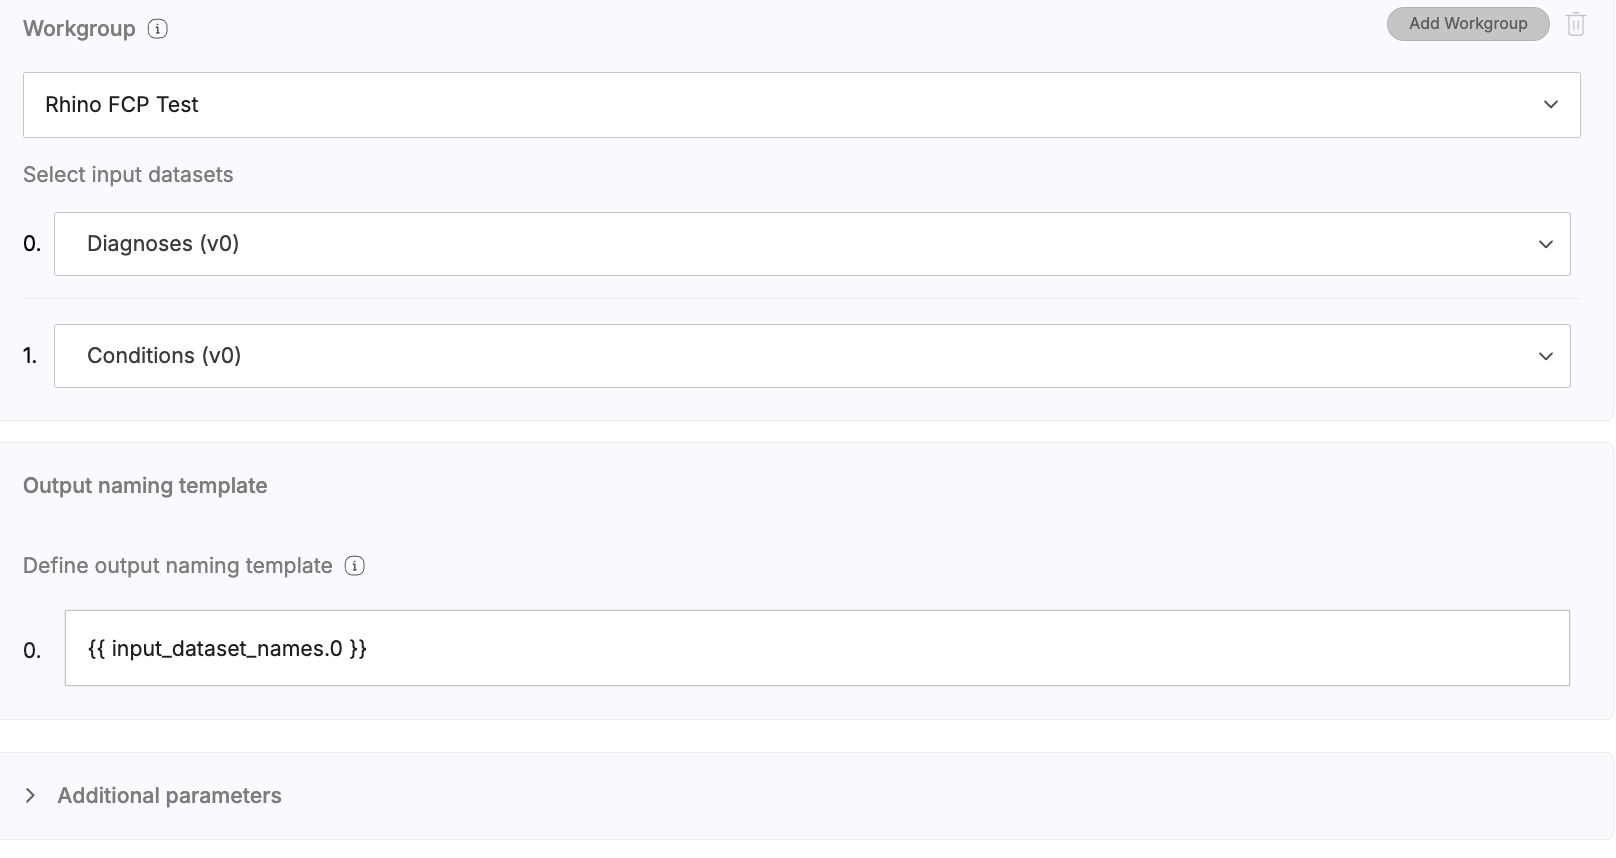 Workgroup
Add Workgroup
Rhino FCP Test
Select input datasets
0. Diagnoses (v0)
1. Conditions (v0)
Output naming template
Define output naming template
0. {{ input_dataset_names.0 }}
Additional parameters